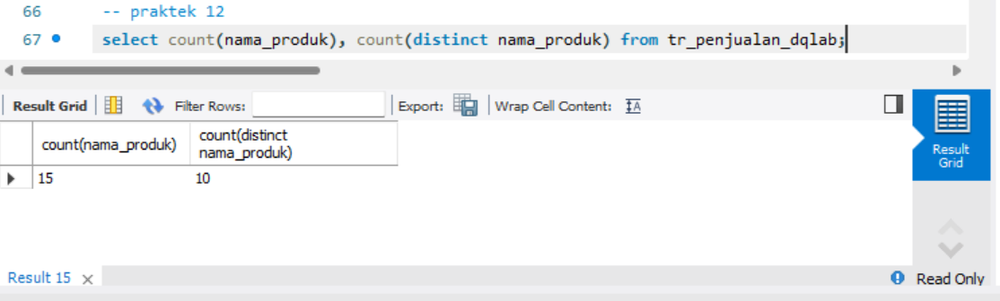 66 -- praktek 12
67 select count(nama_produk), count(distinct nama_produk) from tr_penjualan_dqlab;
Result Grid Filter Rows: Export: Wrap Cell Content: IA
count(nama_produk) count(distinct
nama_produk)
15 10
Result
Grid
Result 15 × Read Only